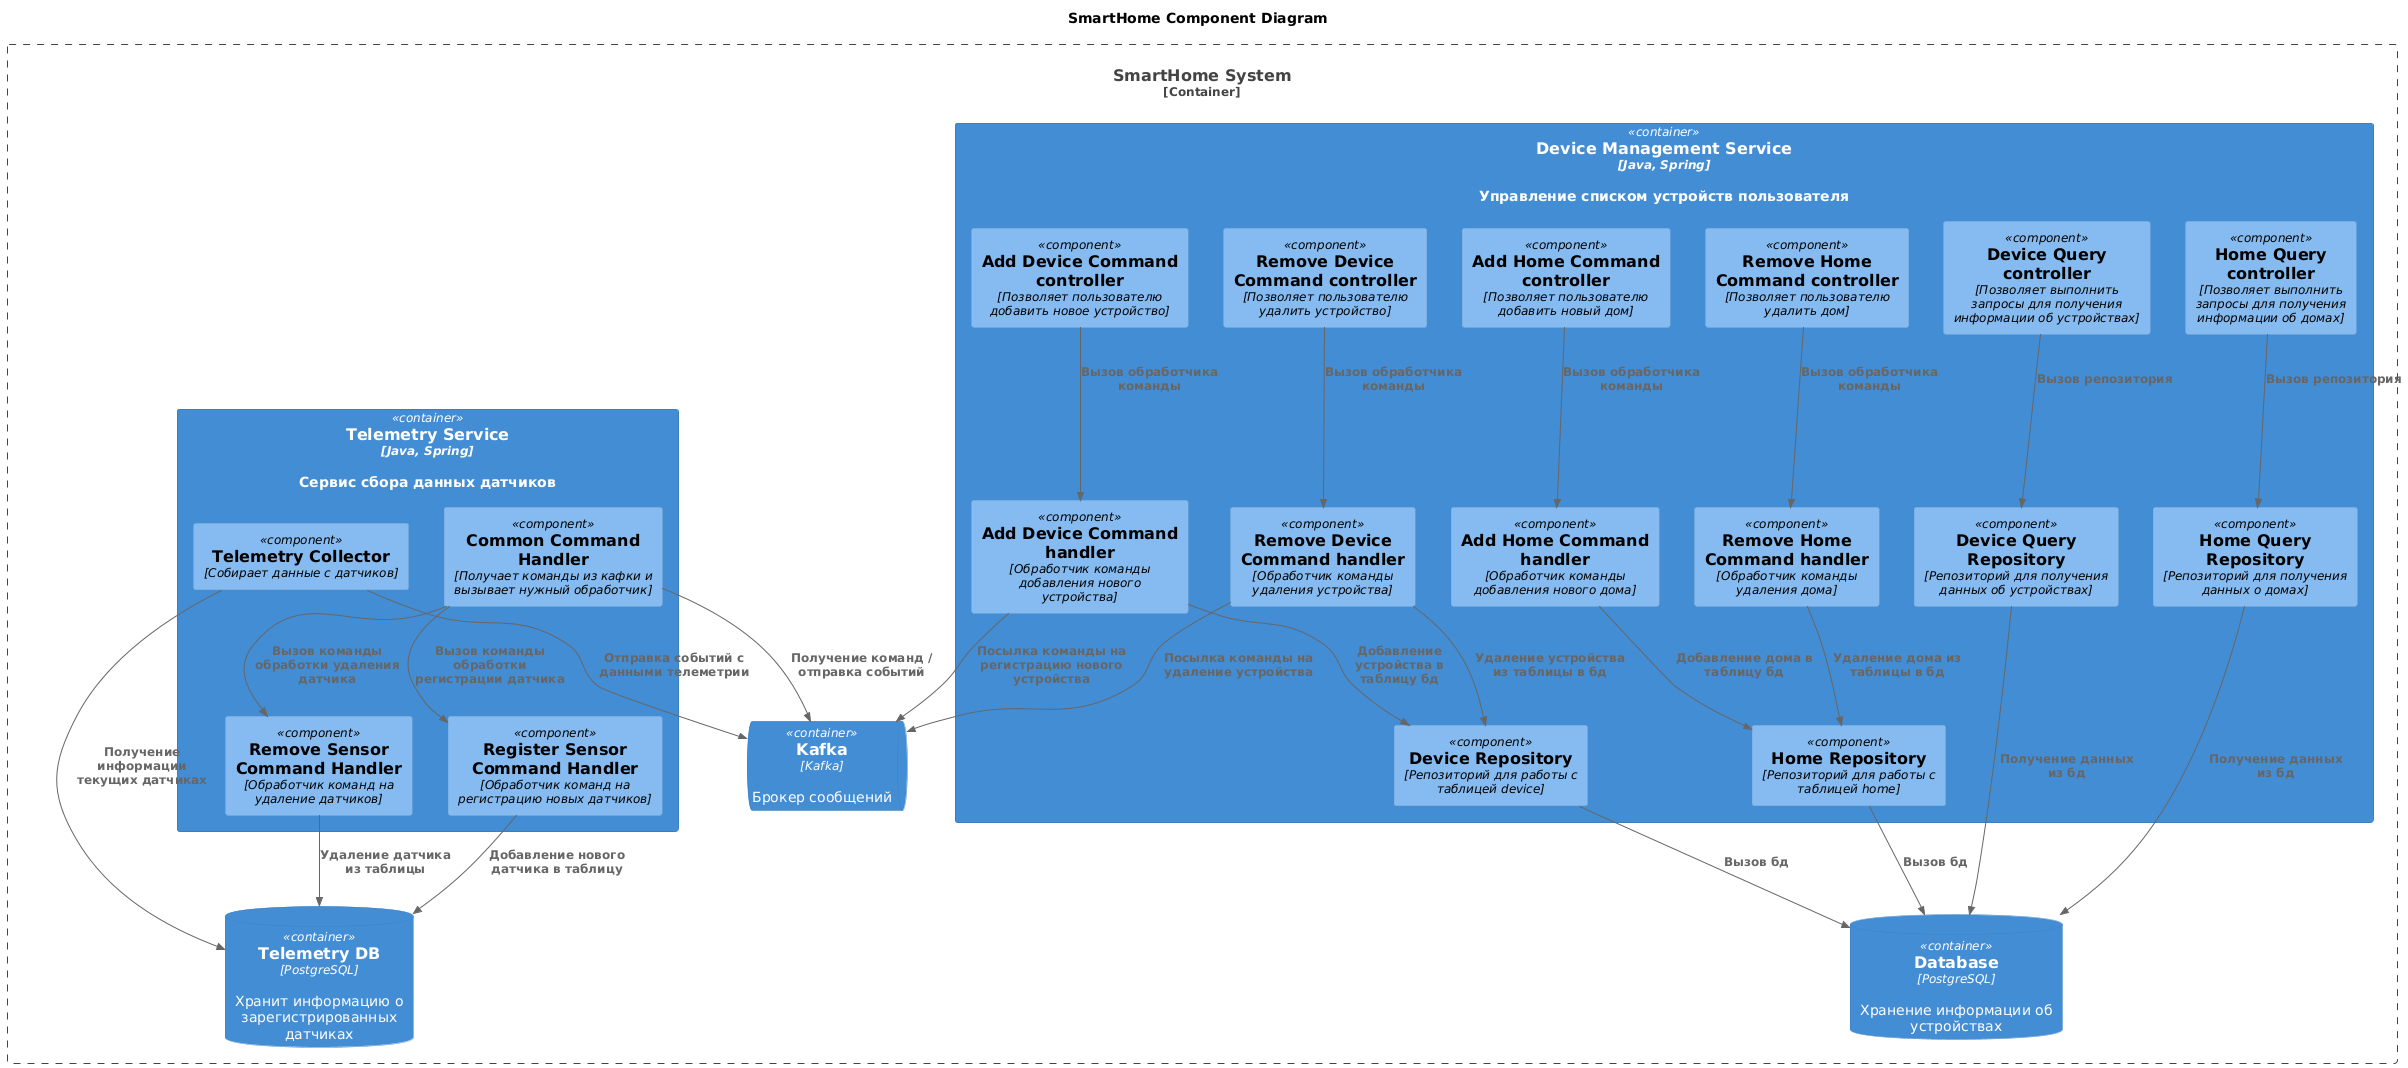 SmartHome Component Diagram
SmartHome System
[Container]
«container»
Device Management Service
[Java, Spring]
Управление списком устройств пользователя
«component»
Add Device Command
controller
[Позволяет пользователю
добавить новое устройство]
«component»
Remove Device
Command controller
[Позволяет пользователю
удалить устройство]
«component»
Add Home Command
controller
[Позволяет пользователю
добавить новый дом]
«component»
Remove Home
Command controller
[Позволяет пользователю
удалить дом]
«component»
Device Query
controller
[Позволяет выполнить
запросы для получения
информации об устройствах]
«component»
Home Query
controller
[Позволяет выполнить
запросы для получения
информации об домах]
Вызов обработчика
команды
Вызов обработчика
команды
Вызов обработчика
команды
Вызов обработчика
команды
Вызов репозитория
Вызов репозитория
«component»
Add Device Command
handler
[Обработчик команды
добавления нового
устройства]
«component»
Remove Device
Command handler
[Обработчик команды
удаления устройства]
«component»
Add Home Command
handler
[Обработчик команды
добавления нового дома]
«component»
Remove Home
Command handler
[Обработчик команды
удаления дома]
«component»
Device Query
Repository
[Репозиторий для получения
данных об устройствах]
«component»
Home Query
Repository
[Репозиторий для получения
данных о домах]
«container»
Telemetry Service
[Java, Spring]
Сервис сбора данных датчиков
«component»
Telemetry Collector
[Собирает данные с датчиков]
«component»
Common Command
Handler
[Получает команды из кафки и
вызывает нужный обработчик]
Вызов команды
обработки удаления
датчика
Вызов команды
обработки
регистрации датчика
Отправка событий с
данными телеметрии
Получение команд /
отправка событий
Посылка команды на
регистрацию нового
устройства
Посылка команды на
удаление устройства
Добавление
устройства в
таблицу бд
Удаление устройства
из таблицы в бд
Добавление дома в
таблицу бд
Удаление дома из
таблицы в бд
Получение
информации
текущих датчиках
«component»
Remove Sensor
Command Handler
[Обработчик команд на
удаление датчиков]
«component»
Register Sensor
Command Handler
[Обработчик команд на
регистрацию новых датчиков]
«container»
Kafka
[Kafka]
Брокер сообщений
«component»
Device Repository
[Репозиторий для работы с
таблицей device]
«component»
Home Repository
[Репозиторий для работы с
таблицей home]
Получение данных
из бд
Получение данных
из бд
Удаление датчика
из таблицы
Добавление нового
датчика в таблицу
Вызов бд
Вызов бд
«container»
Telemetry DB
[PostgreSQL]
Хранит информацию о
зарегистрированных
датчиках
«container»
Database
[PostgreSQL]
Хранение информации об
устройствах